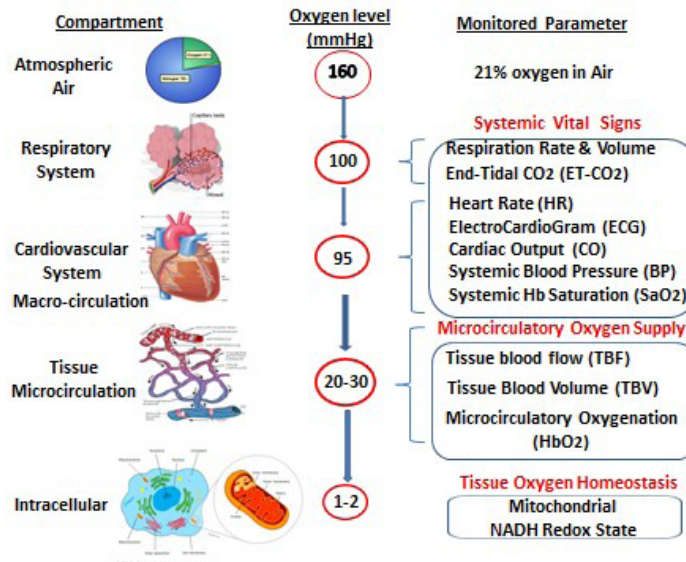 Compartment
Oxygen level
(mmHg)
Monitored Parameter
Atmospheric
Air
160
21% oxygen in Air
Systemic Vital Signs
Respiratory
System
100
Respiration Rate & Volume
End-Tidal CO2 (ET-CO2)
Heart Rate (HR)
ElectroCardioGram (ECG)
Cardiac Output (CO)
Systemic Blood Pressure (BP)
Systemic Hb Saturation (SaO2)
Cardiovascular
System
Macro-circulation
95
Microcirculatory Oxygen Supply
Tissue
Microcirculation
20-30
Tissue blood flow (TBF)
Tissue Blood Volume (TBV)
Microcirculatory Oxygenation
(HbO2)
Tissue Oxygen Homeostasis
Intracellular
1-2
Mitochondrial
NADH Redox State